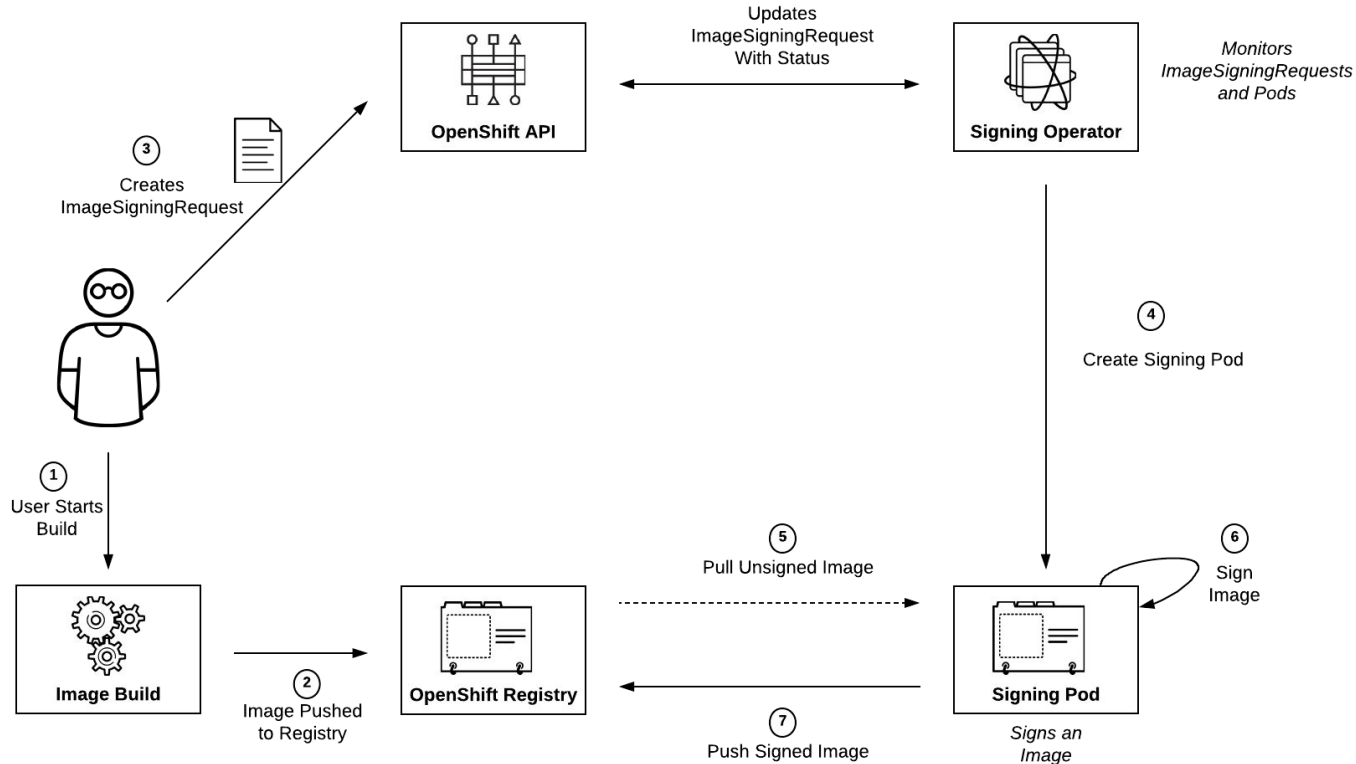 Updates
ImageSigningRequest
With Status
OpenShift API
Signing Operator
Monitors
ImageSigningRequests
and Pods
3
Creates
ImageSigningRequest
4
Create Signing Pod
1
User Starts
Build
Image Build
2
Image Pushed
to Registry
OpenShift Registry
5
Pull Unsigned Image
6
Sign
Image
Signing Pod
7
Push Signed Image
Signs an
Image